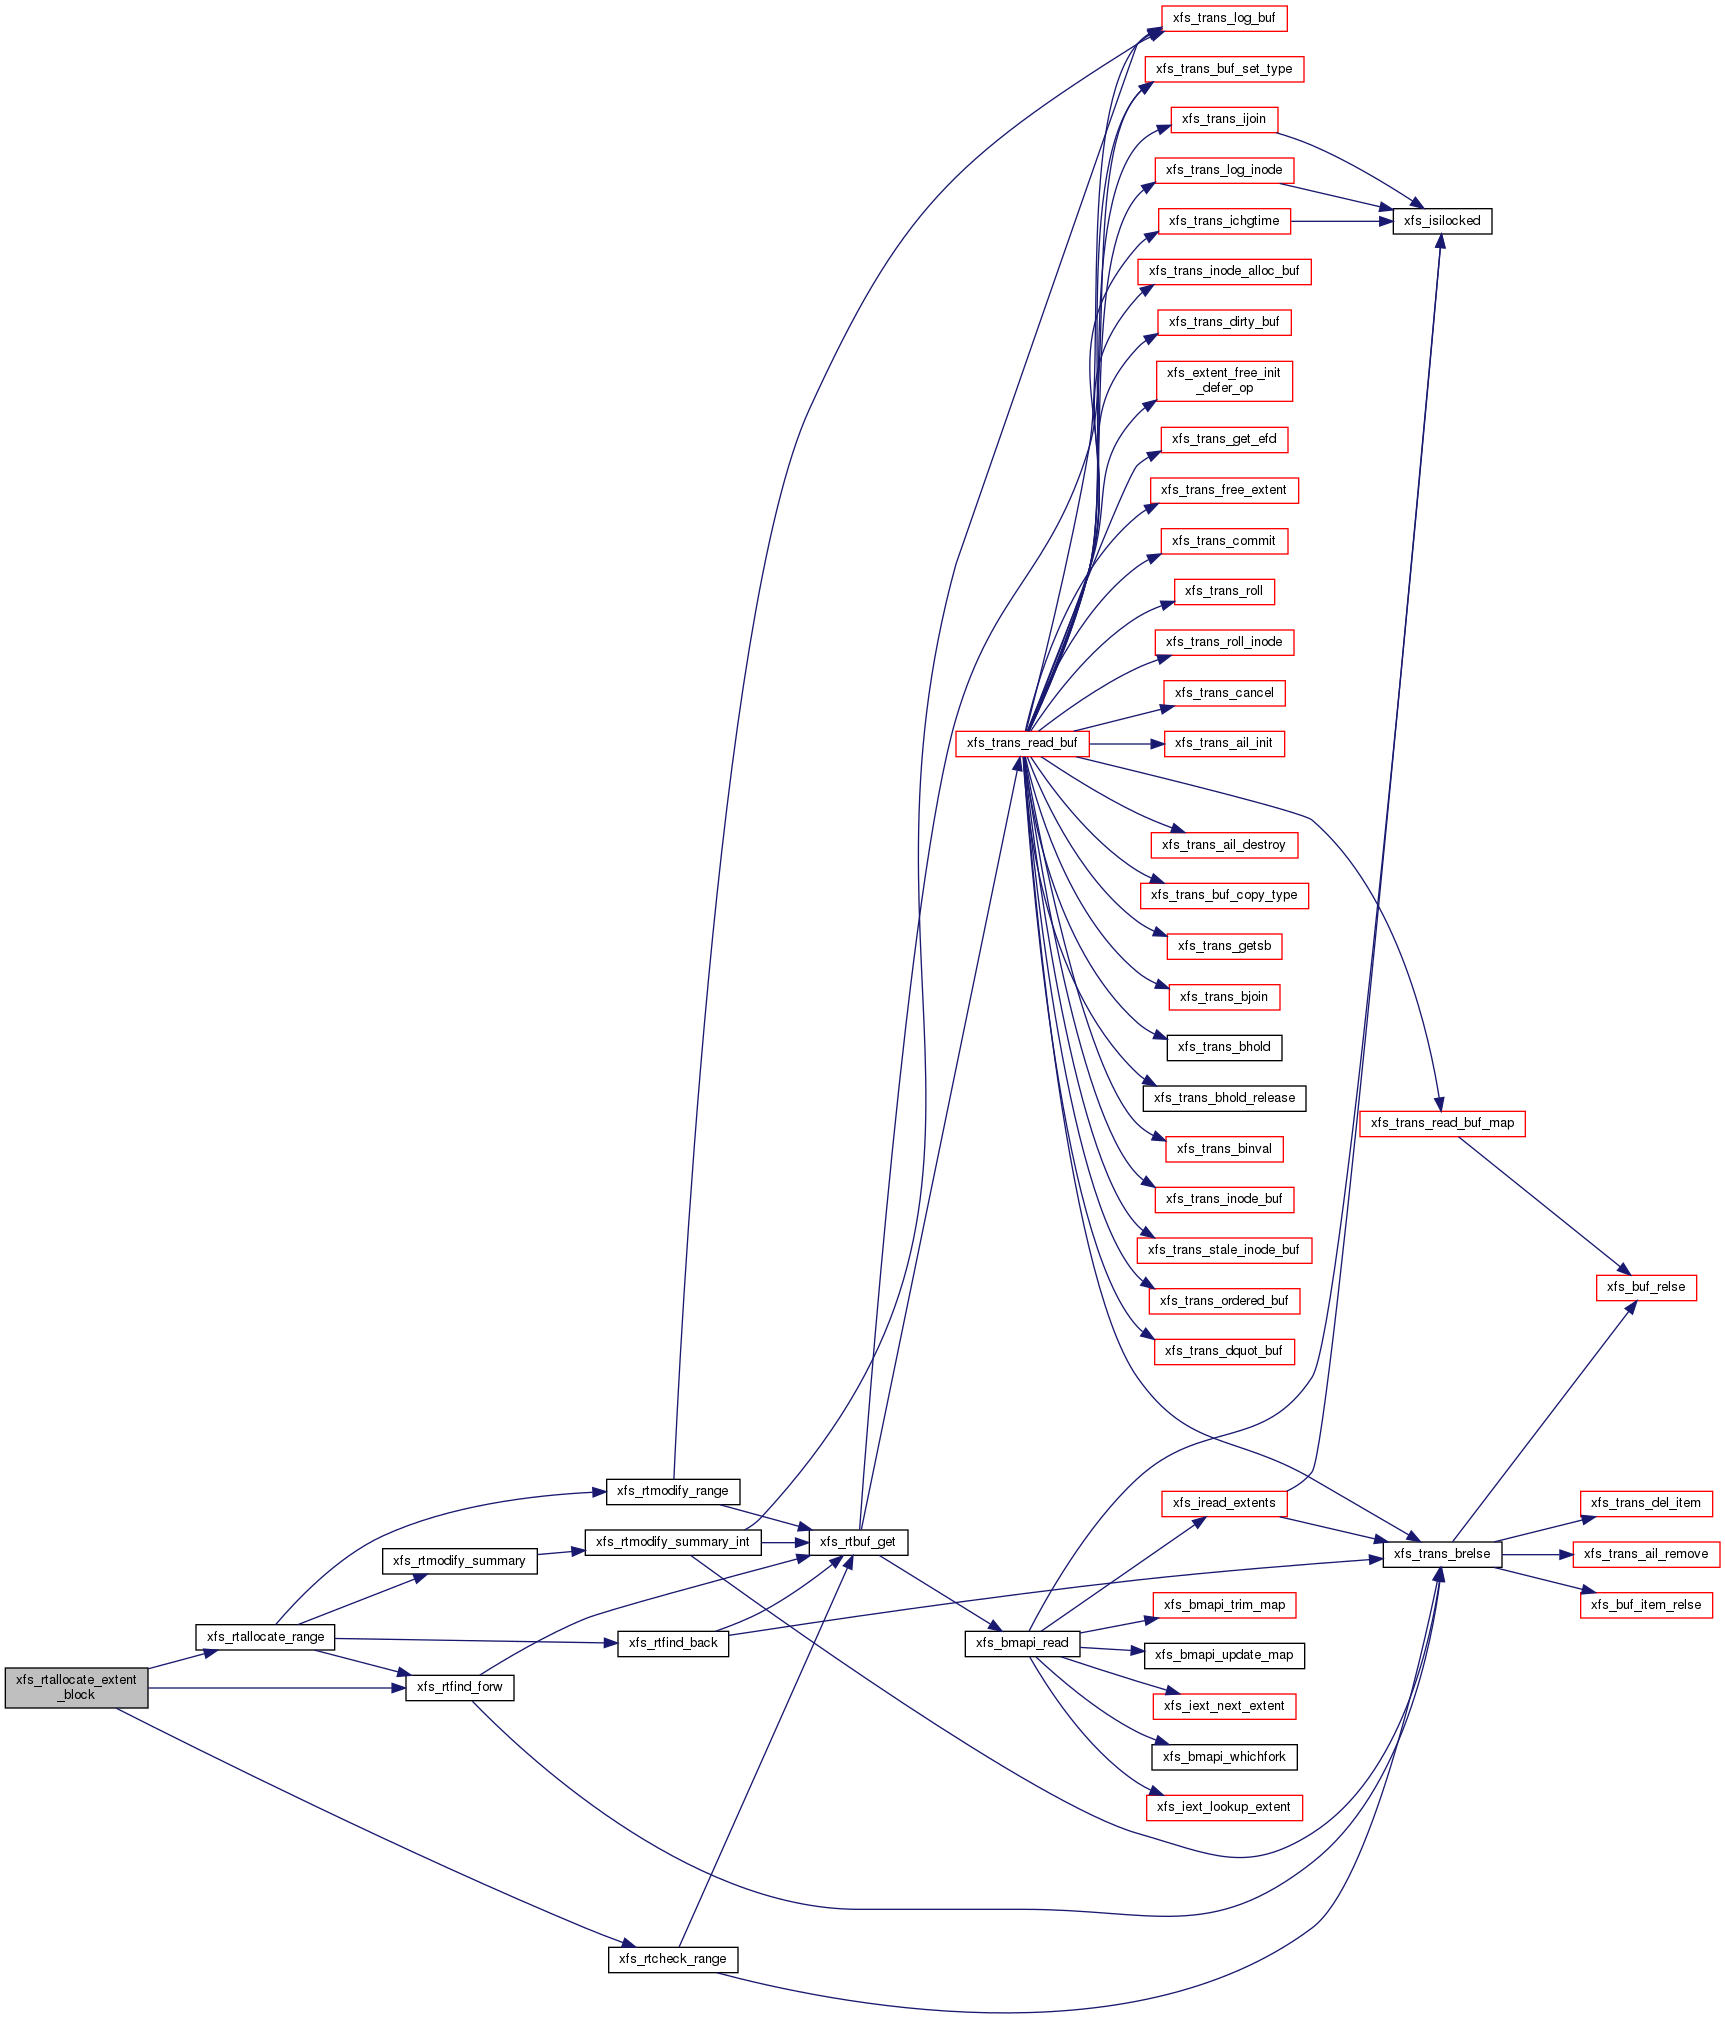 xfs_trans_log_buf
xfs_trans_buf_set_type
xfs_trans_ijoin
xfs_trans_log_inode
xfs_trans_ichgtime
xfs_isilocked
xfs_trans_inode_alloc_buf
xfs_trans_dirty_buf
xfs_extent_free_init
_defer_op
xfs_trans_get_efd
xfs_trans_free_extent
xfs_trans_commit
xfs_trans_roll
xfs_trans_roll_inode
xfs_trans_cancel
xfs_trans_read_buf
xfs_trans_ail_init
xfs_trans_ail_destroy
xfs_trans_buf_copy_type
xfs_trans_getsb
xfs_trans_bjoin
xfs_trans_bhold
xfs_trans_bhold_release
xfs_trans_read_buf_map
xfs_trans_binval
xfs_trans_inode_buf
xfs_trans_stale_inode_buf
xfs_buf_relse
xfs_trans_ordered_buf
xfs_trans_dquot_buf
xfs_rtmodify_range
xfs_iread_extents
xfs_trans_del_item
xfs_rtmodify_summary_int
xfs_rtbuf_get
xfs_trans_brelse
xfs_trans_ail_remove
xfs_rtmodify_summary
xfs_bmapi_trim_map
xfs_buf_item_relse
xfs_rtallocate_range
xfs_rtfind_back
xfs_bmapi_read
xfs_bmapi_update_map
xfs_rtallocate_extent
_block
xfs_rtfind_forw
xfs_iext_next_extent
xfs_bmapi_whichfork
xfs_iext_lookup_extent
xfs_rtcheck_range